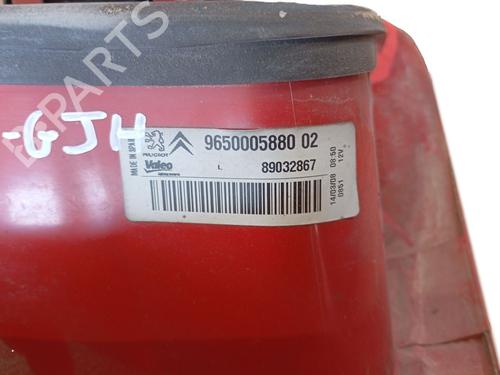 B-PARTS
-GJH
MADE IN SPAIN
PEUGEOT
9650005880 02
Valeo
L
89032867
14/03/08 08:50
0851 12V